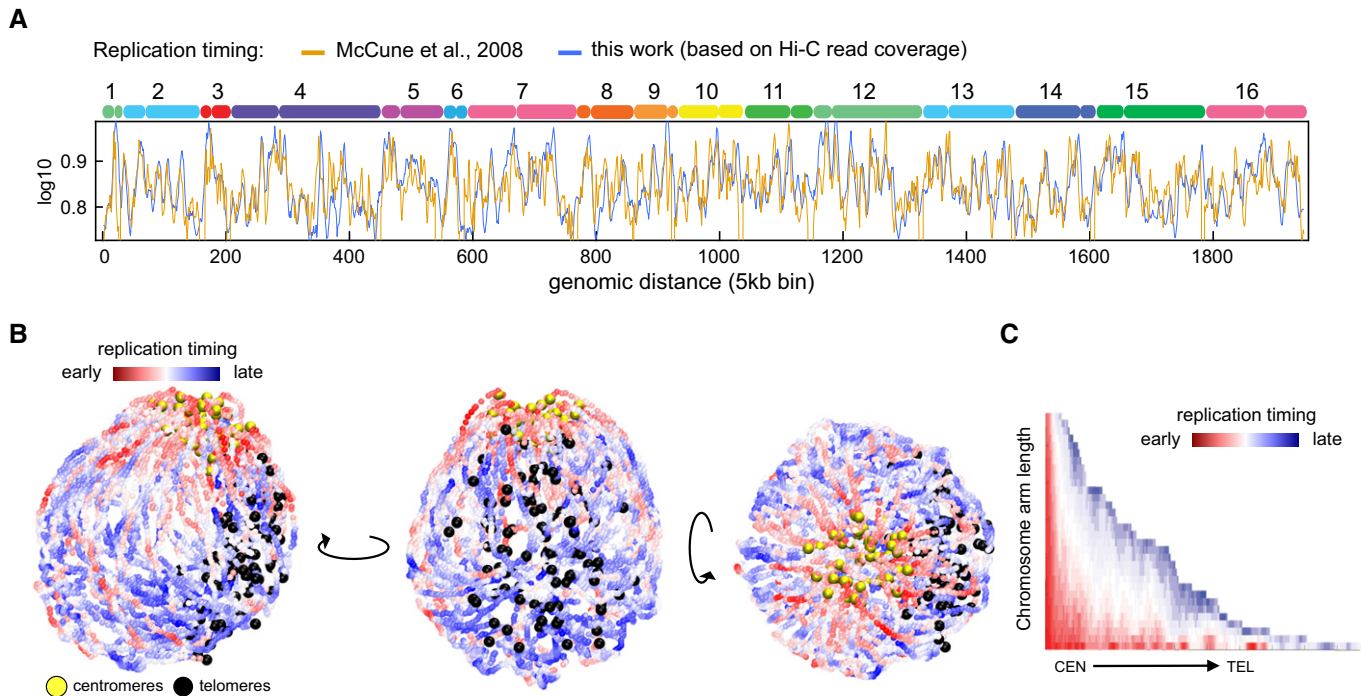 A
Replication timing: McCune et al., 2008 this work (based on Hi-C read coverage)
1 2 3 4 5 6 7 8 9 10 11 12 13 14 15 16
log10
0.9
0.8
0 200 400 600 800 1000 1200 1400 1600 1800
genomic distance (5kb bin)
B
replication timing
early late
centromeres telomeres
C
replication timing
early late
Chromosome arm length
CEN TEL